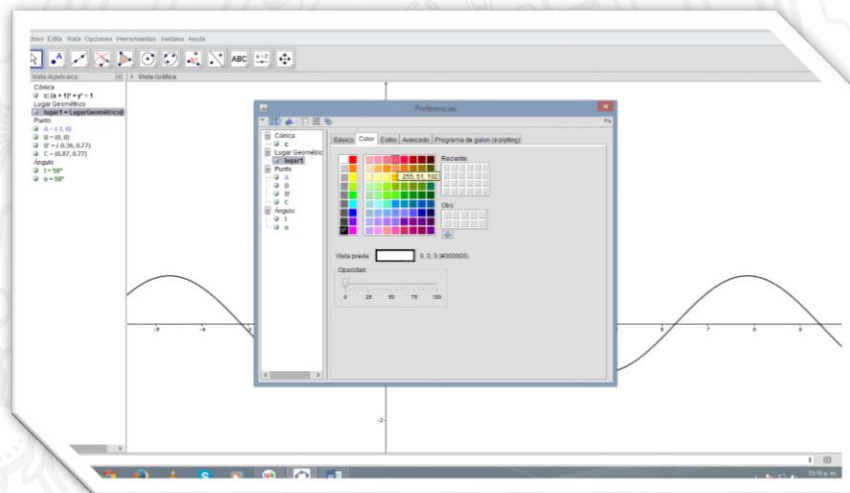 Edita Vista Opciones Herramientas Ventana Ayuda
ABC
Vista Algebraica
Vista Gráfica
Cónica
c: (x + 1)² + y² = 1
Lugar Geométrico
lugar1 = LugarGeométrico(
Punto
A = (-1, 0)
B = (0, 0)
B' = (-0.36, 0.77)
C = (0.87, 0.77)
Ángulo
t = 50°
α = 50°
Preferencias
Cónica
c
Lugar Geométric
lugar1
Punto
A
B
B'
C
Ángulo
t
α
Básico Color Estilo Avanzado Programa de guion (scripting)
Reciente:
255, 51, 102
Otro:
Vista previa: 0, 0, 0 (#000000)
Opacidad
0 25 50 75 100
-5 -4 6 7 8 9
-2